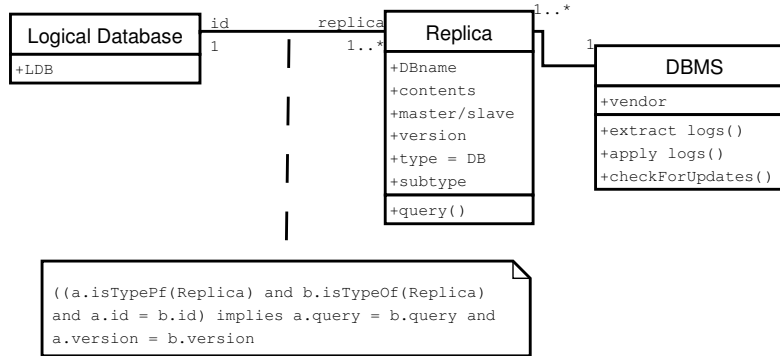 Logical Database
+LDB
id
1
replica
1..*
Replica
+DBname
+contents
+master/slave
+version
+type = DB
+subtype
+query()
1..*
1
DBMS
+vendor
+extract logs()
+apply logs()
+checkForUpdates()
((a.isTypePf(Replica) and b.isTypeOf(Replica)
and a.id = b.id) implies a.query = b.query and
a.version = b.version